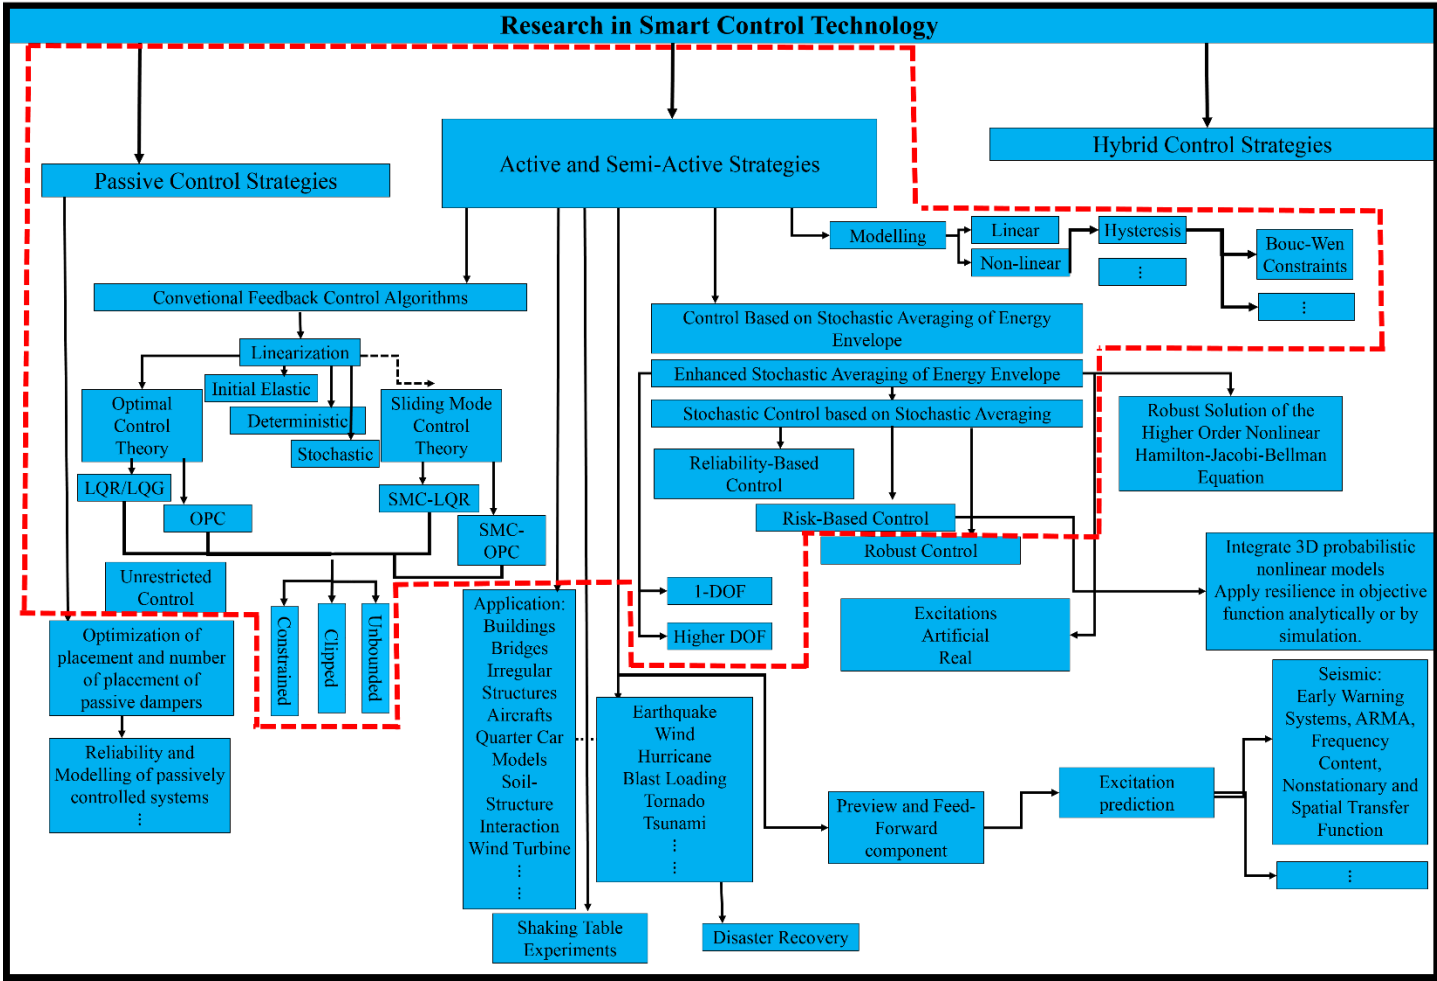 Research in Smart Control Technology
Passive Control Strategies
Active and Semi-Active Strategies
Hybrid Control Strategies
Modelling
Linear
Non-linear
Hysteresis
⋮
Bouc-Wen
Constraints
⋮
Convetional Feedback Control Algorithms
Linearization
Initial Elastic
Deterministic
Stochastic
Optimal
Control
Theory
Sliding Mode
Control
Theory
LQR/LQG
OPC
SMC-LQR
SMC-
OPC
Unrestricted
Control
Constrained
Clipped
Unbounded
Control Based on Stochastic Averaging of Energy
Envelope
Enhanced Stochastic Averaging of Energy Envelope
Stochastic Control based on Stochastic Averaging
Reliability-Based
Control
Risk-Based Control
Robust Control
Robust Solution of the
Higher Order Nonlinear
Hamilton-Jacobi-Bellman
Equation
1-DOF
Higher DOF
Excitations
Artificial
Real
Integrate 3D probabilistic
nonlinear models
Apply resilience in objective
function analytically or by
simulation.
Optimization of
placement and number
of placement of
passive dampers
Reliability and
Modelling of passively
controlled systems
⋮
Application:
Buildings
Bridges
Irregular
Structures
Aircrafts
Quarter Car
Models
Soil-
Structure
Interaction
Wind Turbine
⋮
⋮
Earthquake
Wind
Hurricane
Blast Loading
Tornado
Tsunami
⋮
⋮
Preview and Feed-
Forward
component
Excitation
prediction
Seismic:
Early Warning
Systems, ARMA,
Frequency
Content,
Nonstationary and
Spatial Transfer
Function
⋮
Shaking Table
Experiments
Disaster Recovery